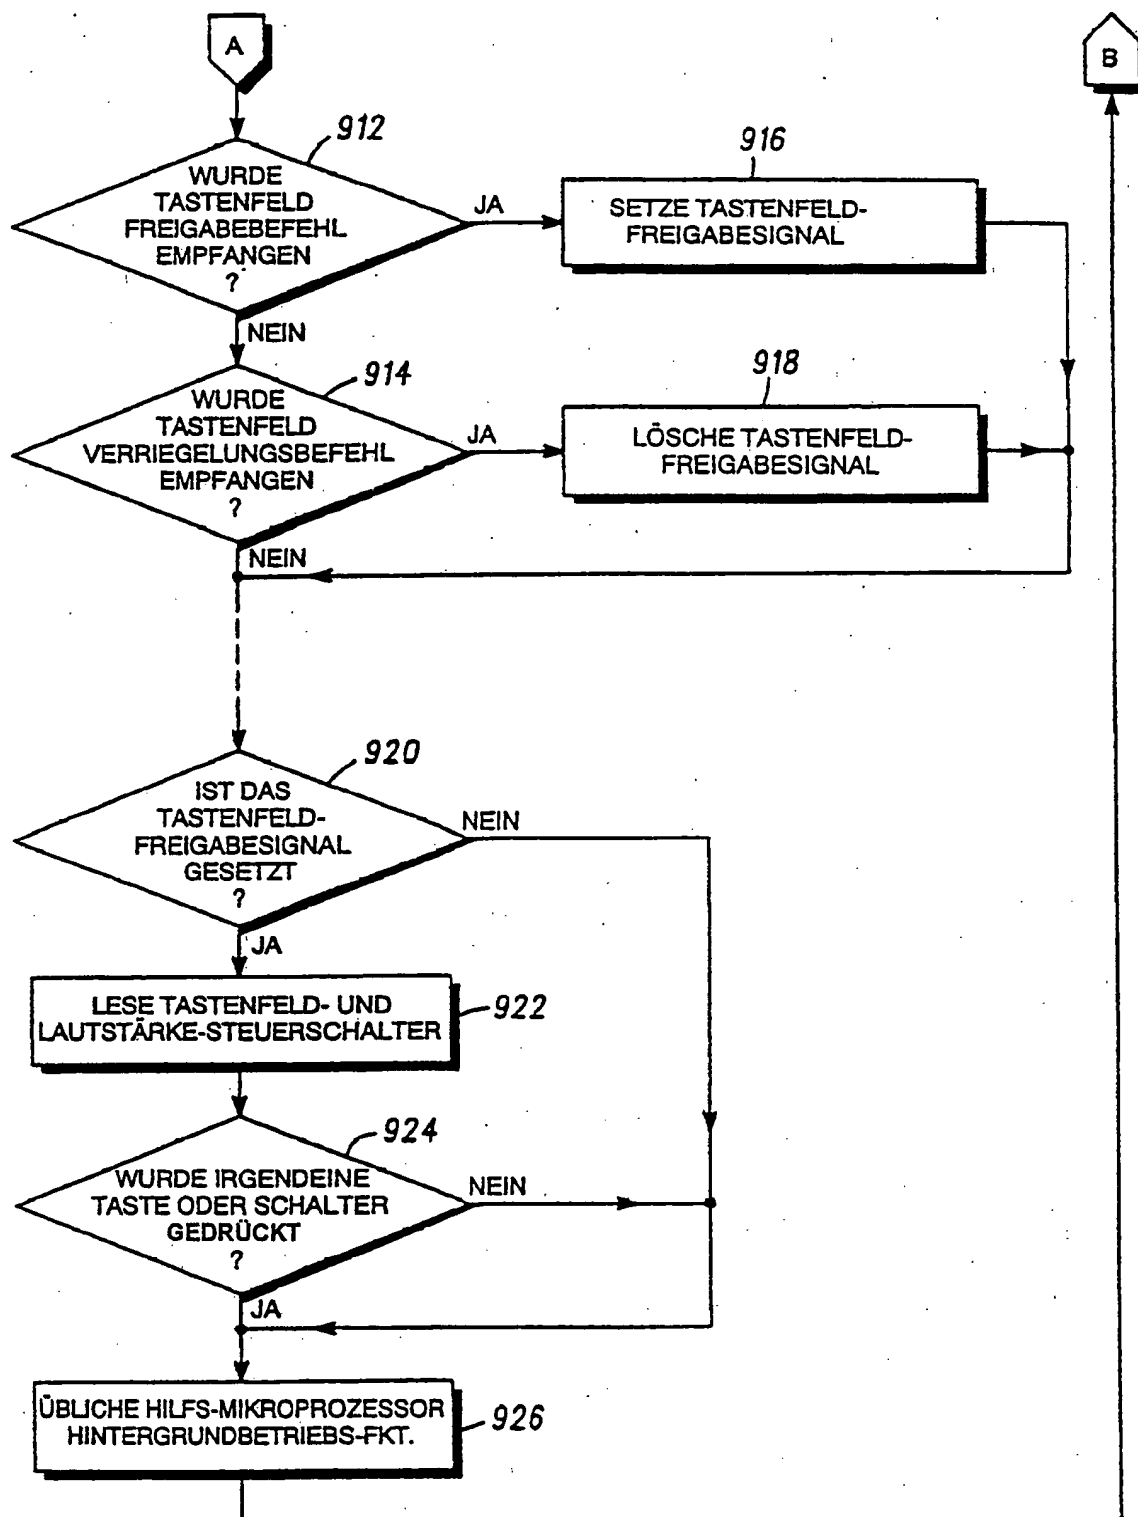 A
B
912
WURDE
TASTENFELD
FREIGABEBEFEHL
EMPFANGEN
?
JA
916
SETZE TASTENFELD-
FREIGABESIGNAL
NEIN
914
WURDE
TASTENFELD
VERRIEGELUNGSBEFEHL
EMPFANGEN
?
JA
918
LÖSCHE TASTENFELD-
FREIGABESIGNAL
NEIN
920
IST DAS
TASTENFELD-
FREIGABESIGNAL
GESETZT
?
NEIN
JA
LESE TASTENFELD- UND
LAUTSTÄRKE-STEUERSCHALTER
922
924
WURDE IRGENDEINE
TASTE ODER SCHALTER
GEDRÜCKT
?
NEIN
JA
ÜBLICHE HILFS-MIKROPROZESSOR
HINTERGRUNDBETRIEBS-FKT.
926